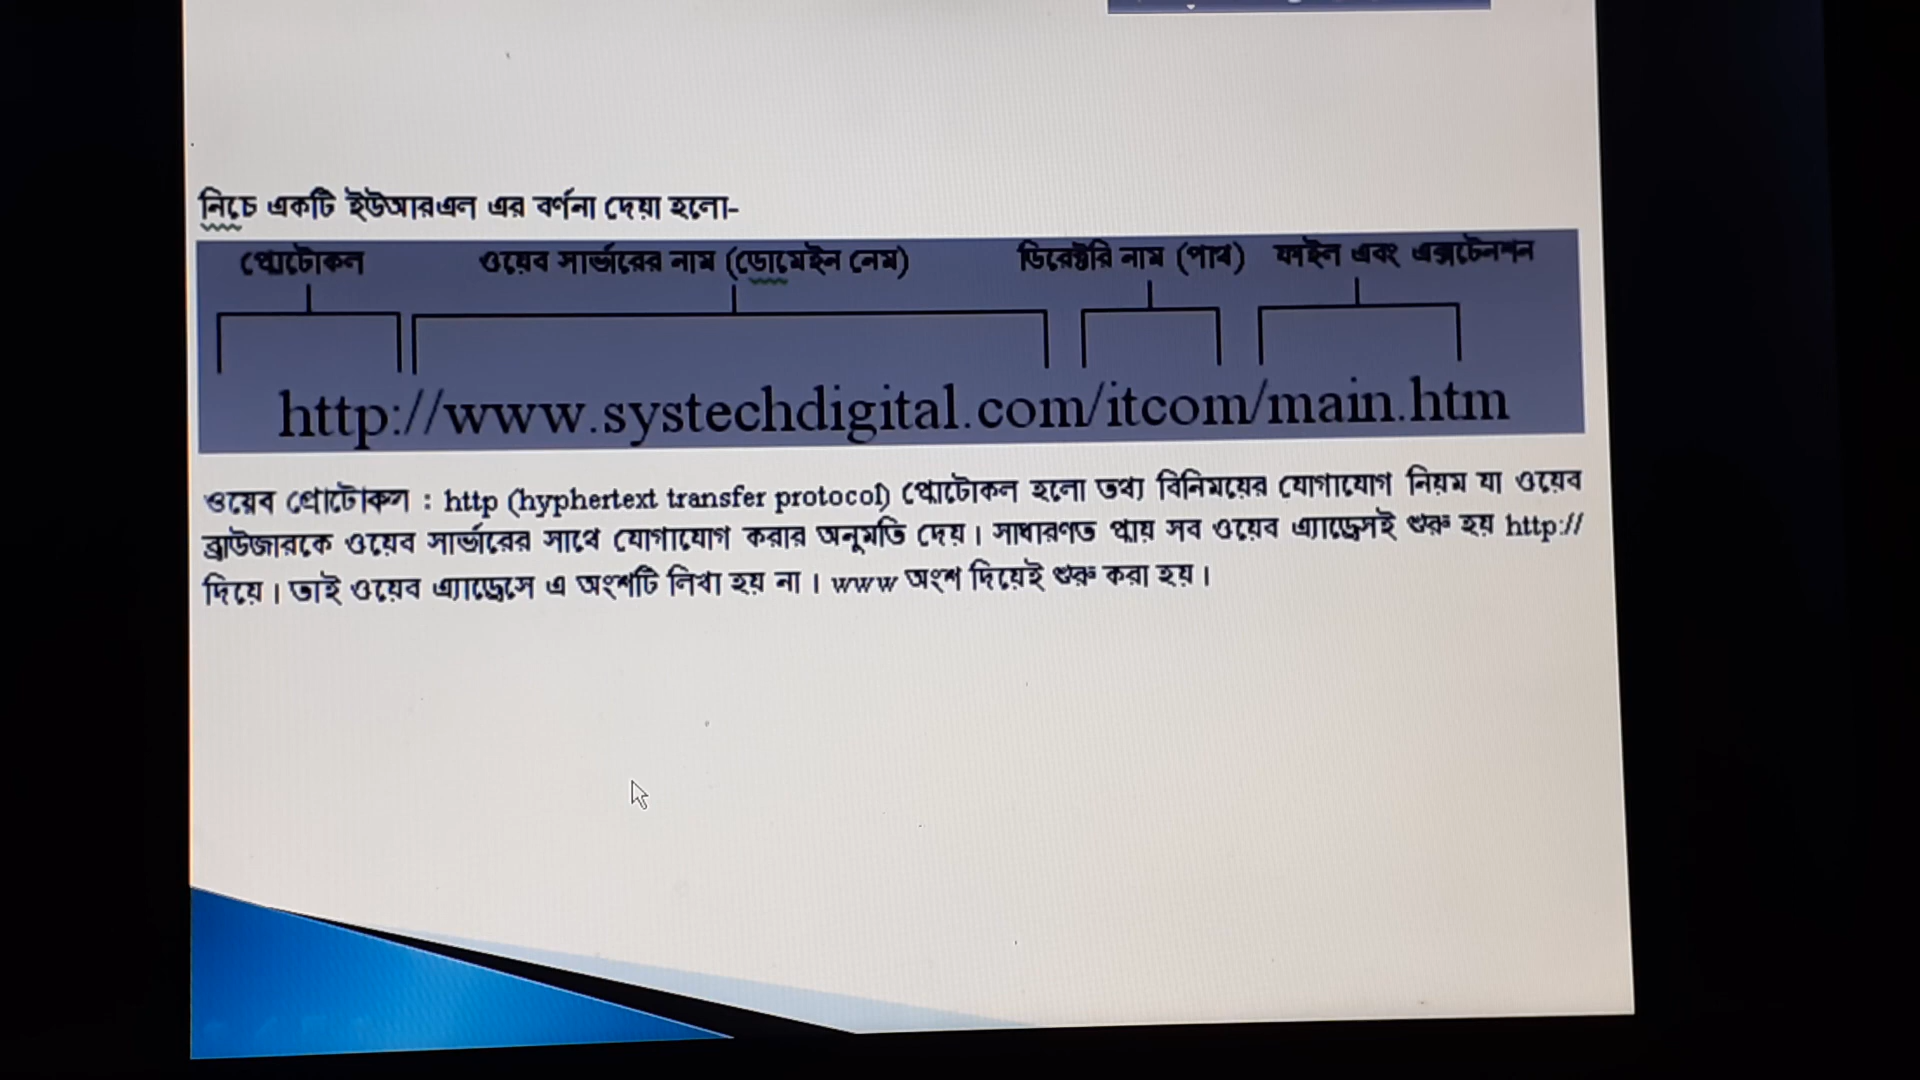 নিচে একটি ইউআরএল এর বর্ণনা দেয়া হলো-
প্রোটোকল ওয়েব সার্ভারের নাম (ডোমেইন নেম) ডিরেক্টরি নাম (পাথ) ফাইল এবং এক্সটেনশন
http://www.systechdigital.com/itcom/main.htm
ওয়েব প্রোটোকল : http (hyphertext transfer protocol) প্রোটোকল হলো তথ্য বিনিময়ের যোগাযোগ নিয়ম যা ওয়েব
ব্রাউজারকে ওয়েব সার্ভারের সাথে যোগাযোগ করার অনুমতি দেয়। সাধারণত প্রায় সব ওয়েব এ্যাড্রেসই শুরু হয় http://
দিয়ে। তাই ওয়েব এ্যাড্রেসে এ অংশটি লিখা হয় না। www অংশ দিয়েই শুরু করা হয়।